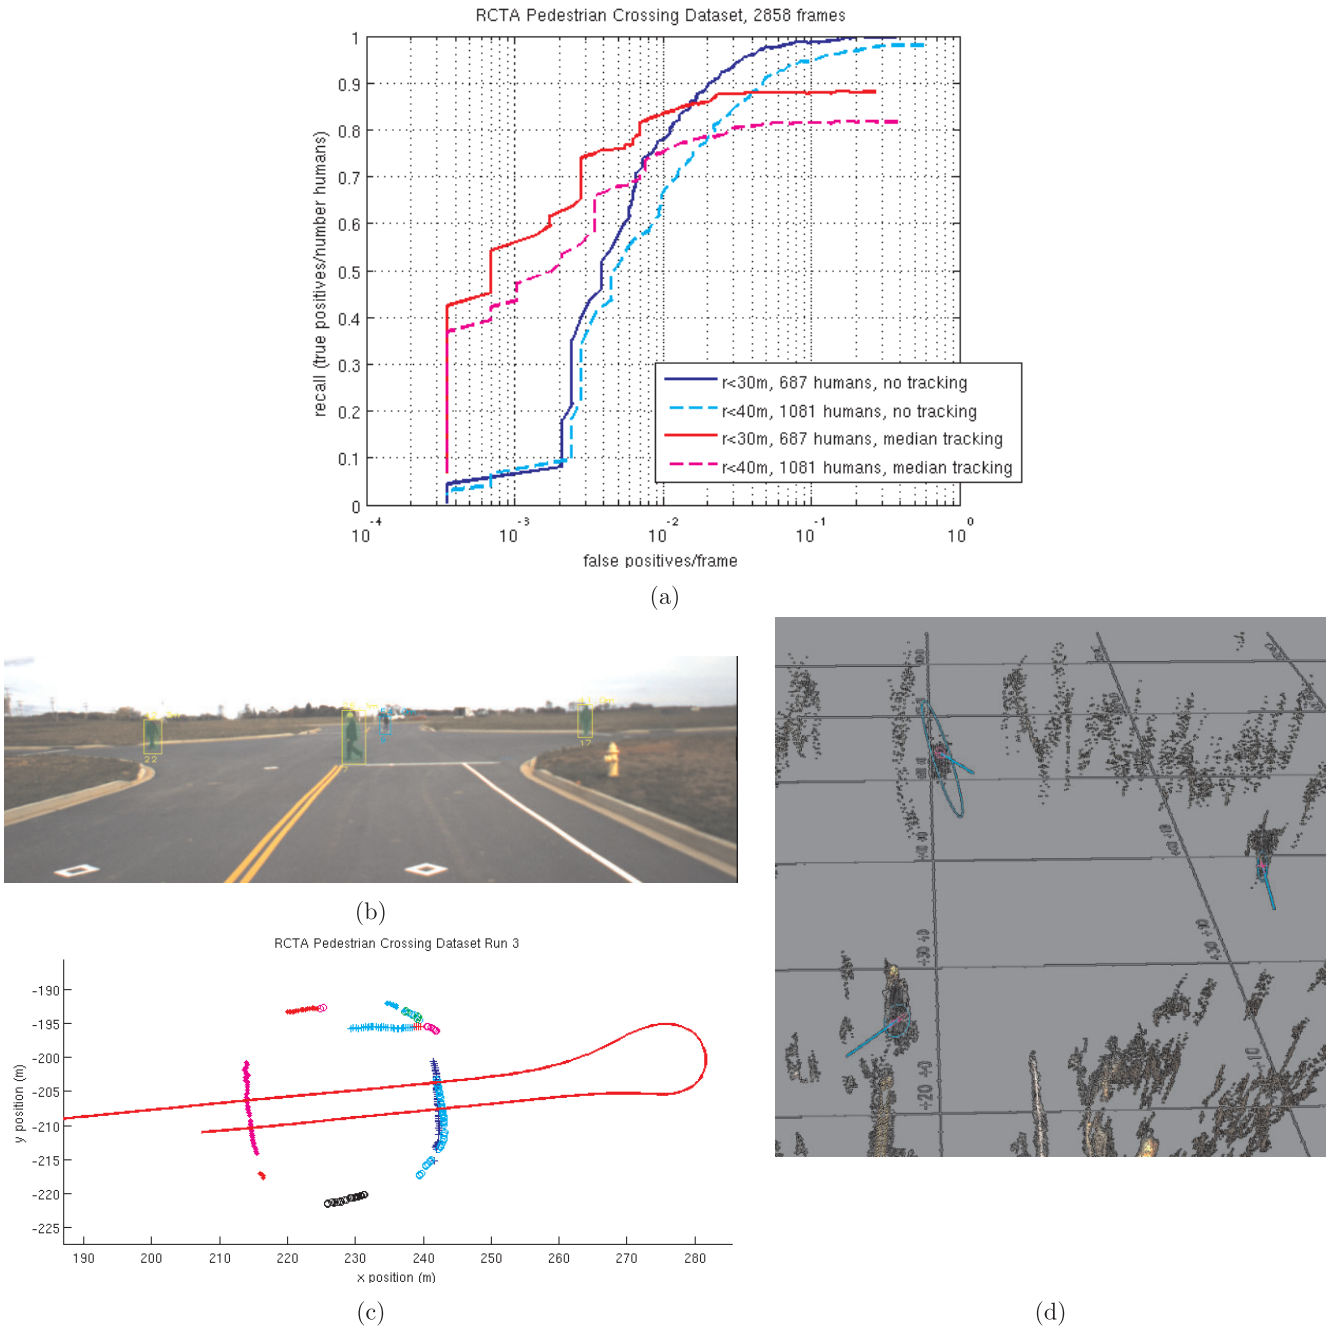 RCTA Pedestrian Crossing Dataset, 2858 frames
1
0.9
0.8
0.7
0.6
0.5
0.4
0.3
0.2
0.1
0
recall (true positives/number humans)
r<30m, 687 humans, no tracking
r<40m, 1081 humans, no tracking
r<30m, 687 humans, median tracking
r<40m, 1081 humans, median tracking
10^-4 10^-3 10^-2 10^-1 10^0
false positives/frame
(a)
22
17
(b)
RCTA Pedestrian Crossing Dataset Run 3
-190
-195
-200
-205
-210
-215
-220
-225
y position (m)
190 200 210 220 230 240 250 260 270 280
x position (m)
(c)
+30
+20
(d)